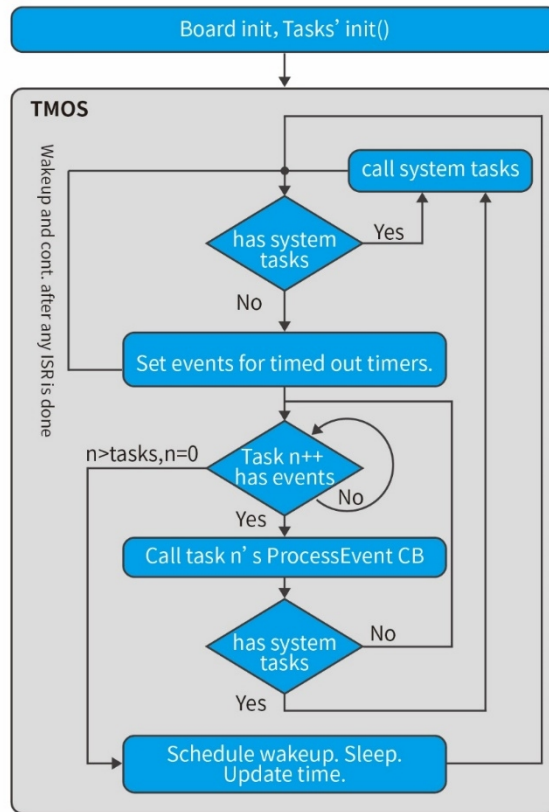 Board init, Tasks' init()
TMOS
Wakeup and cont. after any ISR is done
call system tasks
has system
tasks
Yes
No
Set events for timed out timers.
n>tasks,n=0
Task n++
has events
No
Yes
Call task n's ProcessEvent CB
has system
tasks
No
Yes
Schedule wakeup. Sleep.
Update time.